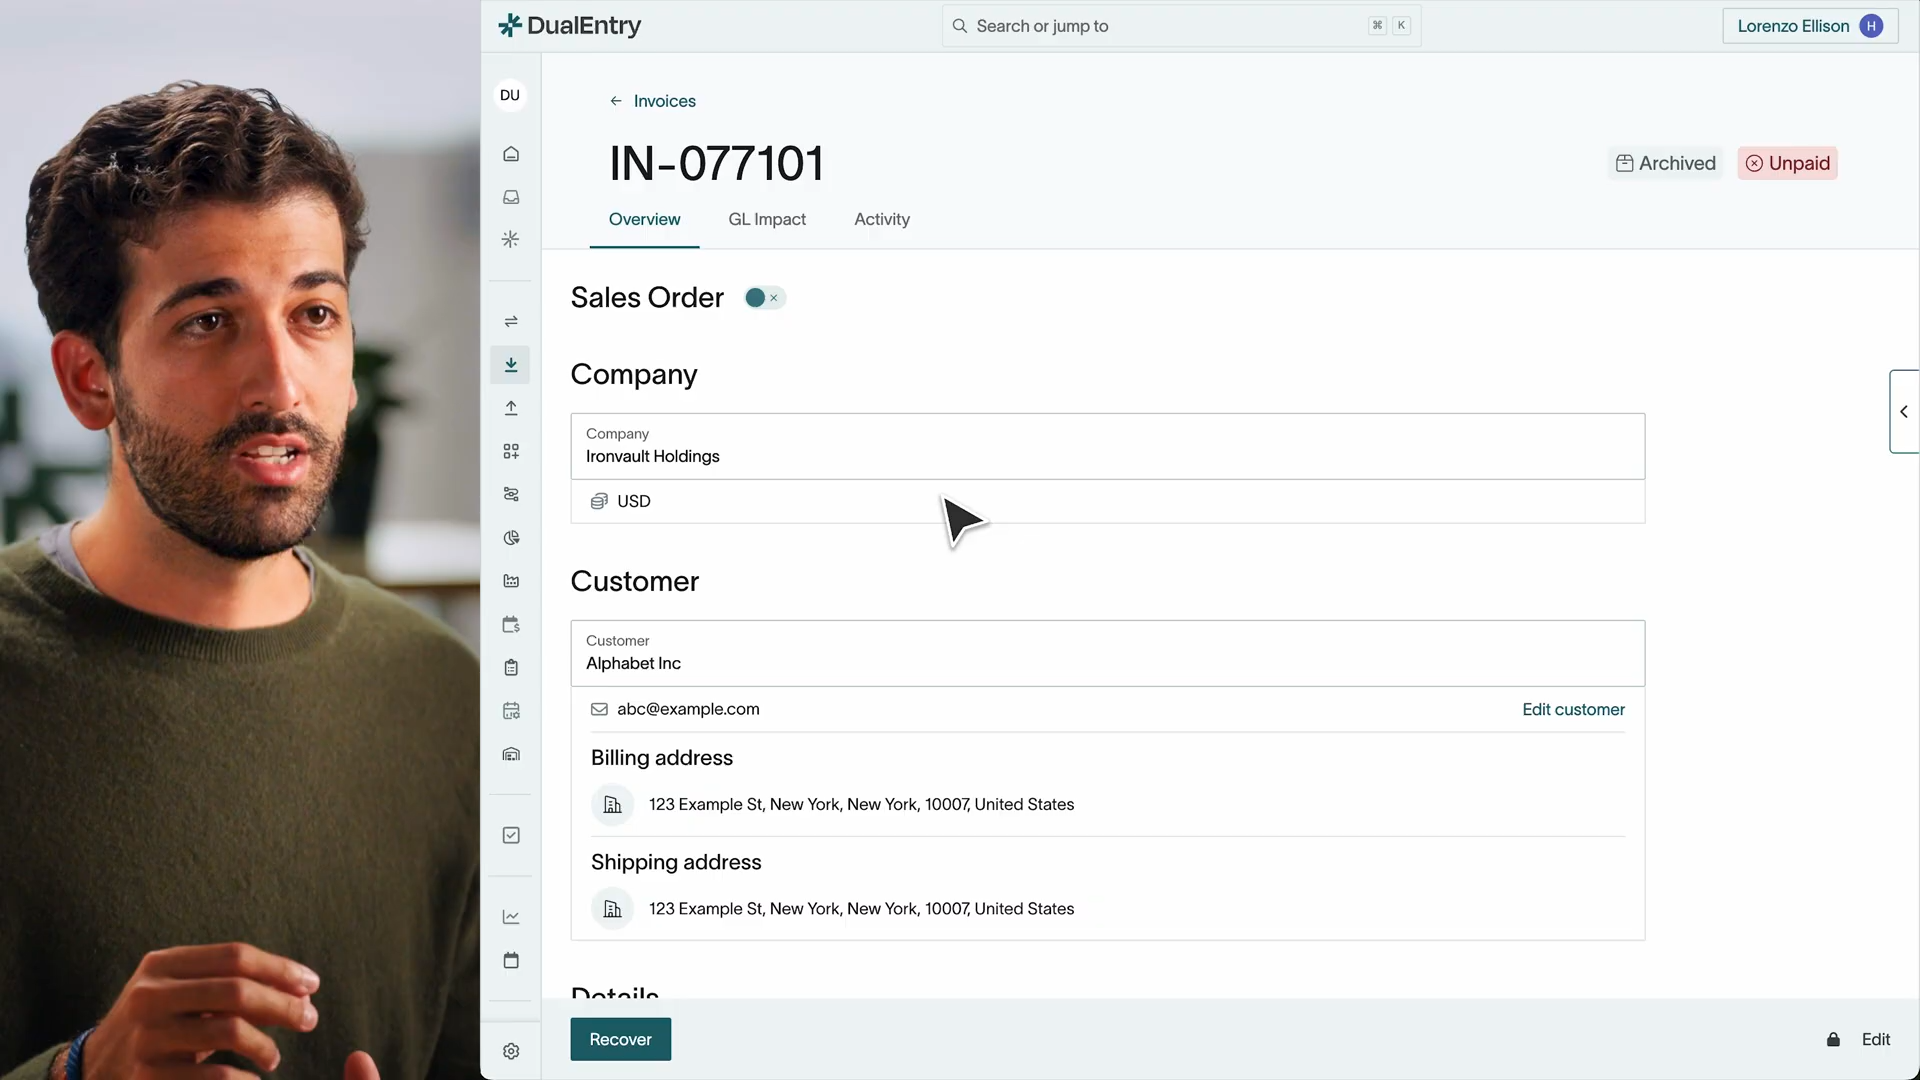 DualEntry
Search or jump to
⌘ K
Lorenzo Ellison H
DU
← Invoices
IN-077101
Archived
Unpaid
Overview
GL Impact
Activity
Sales Order
Company
Company
Ironvault Holdings
USD
Customer
Customer
Alphabet Inc
abc@example.com
Edit customer
Billing address
123 Example St, New York, New York, 10007, United States
Shipping address
123 Example St, New York, New York, 10007, United States
Details
Recover
Edit